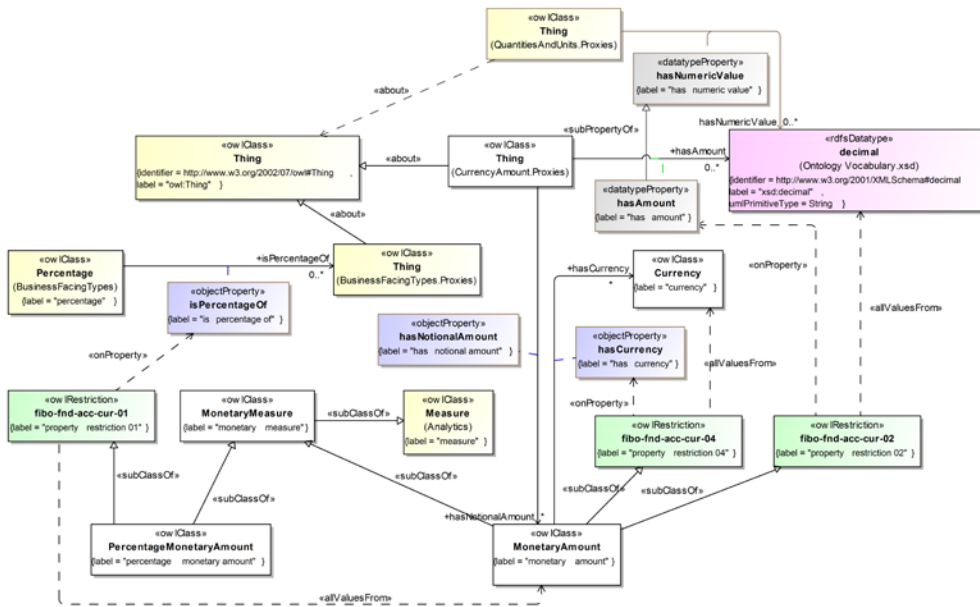 «owlClass»
Thing
(QuantitiesAndUnits.Proxies)
«datatypeProperty»
hasNumericValue
{label = "has numeric value" }
«about»
hasNumericValue 0..*
«subPropertyOf»
«owlClass»
Thing
{identifier = http://www.w3.org/2002/07/owl#Thing ,
label = "owl:Thing" }
«about»
«owlClass»
Thing
(CurrencyAmount.Proxies)
+hasAmount
0..*
«rdfsDatatype»
decimal
(Ontology Vocabulary.xsd)
{identifier = http://www.w3.org/2001/XMLSchema#decimal
label = "xsd:decimal" ,
umlPrimitiveType = String }
«datatypeProperty»
hasAmount
{label = "has amount" }
«about»
«owlClass»
Percentage
(BusinessFacingTypes)
{label = "percentage" }
+isPercentageOf
0..*
«owlClass»
Thing
(BusinessFacingTypes.Proxies)
+hasCurrency
*
«owlClass»
Currency
{label = "currency" }
«onProperty»
«objectProperty»
isPercentageOf
{label = "is percentage of" }
«objectProperty»
hasNotionalAmount
{label = "has notional amount" }
«objectProperty»
hasCurrency
{label = "has currency" }
«allValuesFrom»
«onProperty»
«allValuesFrom»
«owlRestriction»
fibo-fnd-acc-cur-01
{label = "property restriction 01" }
«owlClass»
MonetaryMeasure
{label = "monetary measure" }
«subClassOf»
«owlClass»
Measure
(Analytics)
{label = "measure" }
«onProperty»
«owlRestriction»
fibo-fnd-acc-cur-04
{label = "property restriction 04" }
«owlRestriction»
fibo-fnd-acc-cur-02
{label = "property restriction 02" }
«subClassOf»
«subClassOf»
«subClassOf»
«subClassOf»
«subClassOf»
+hasNotionalAmount *
«owlClass»
PercentageMonetaryAmount
{label = "percentage monetary amount" }
«owlClass»
MonetaryAmount
{label = "monetary amount" }
«allValuesFrom»